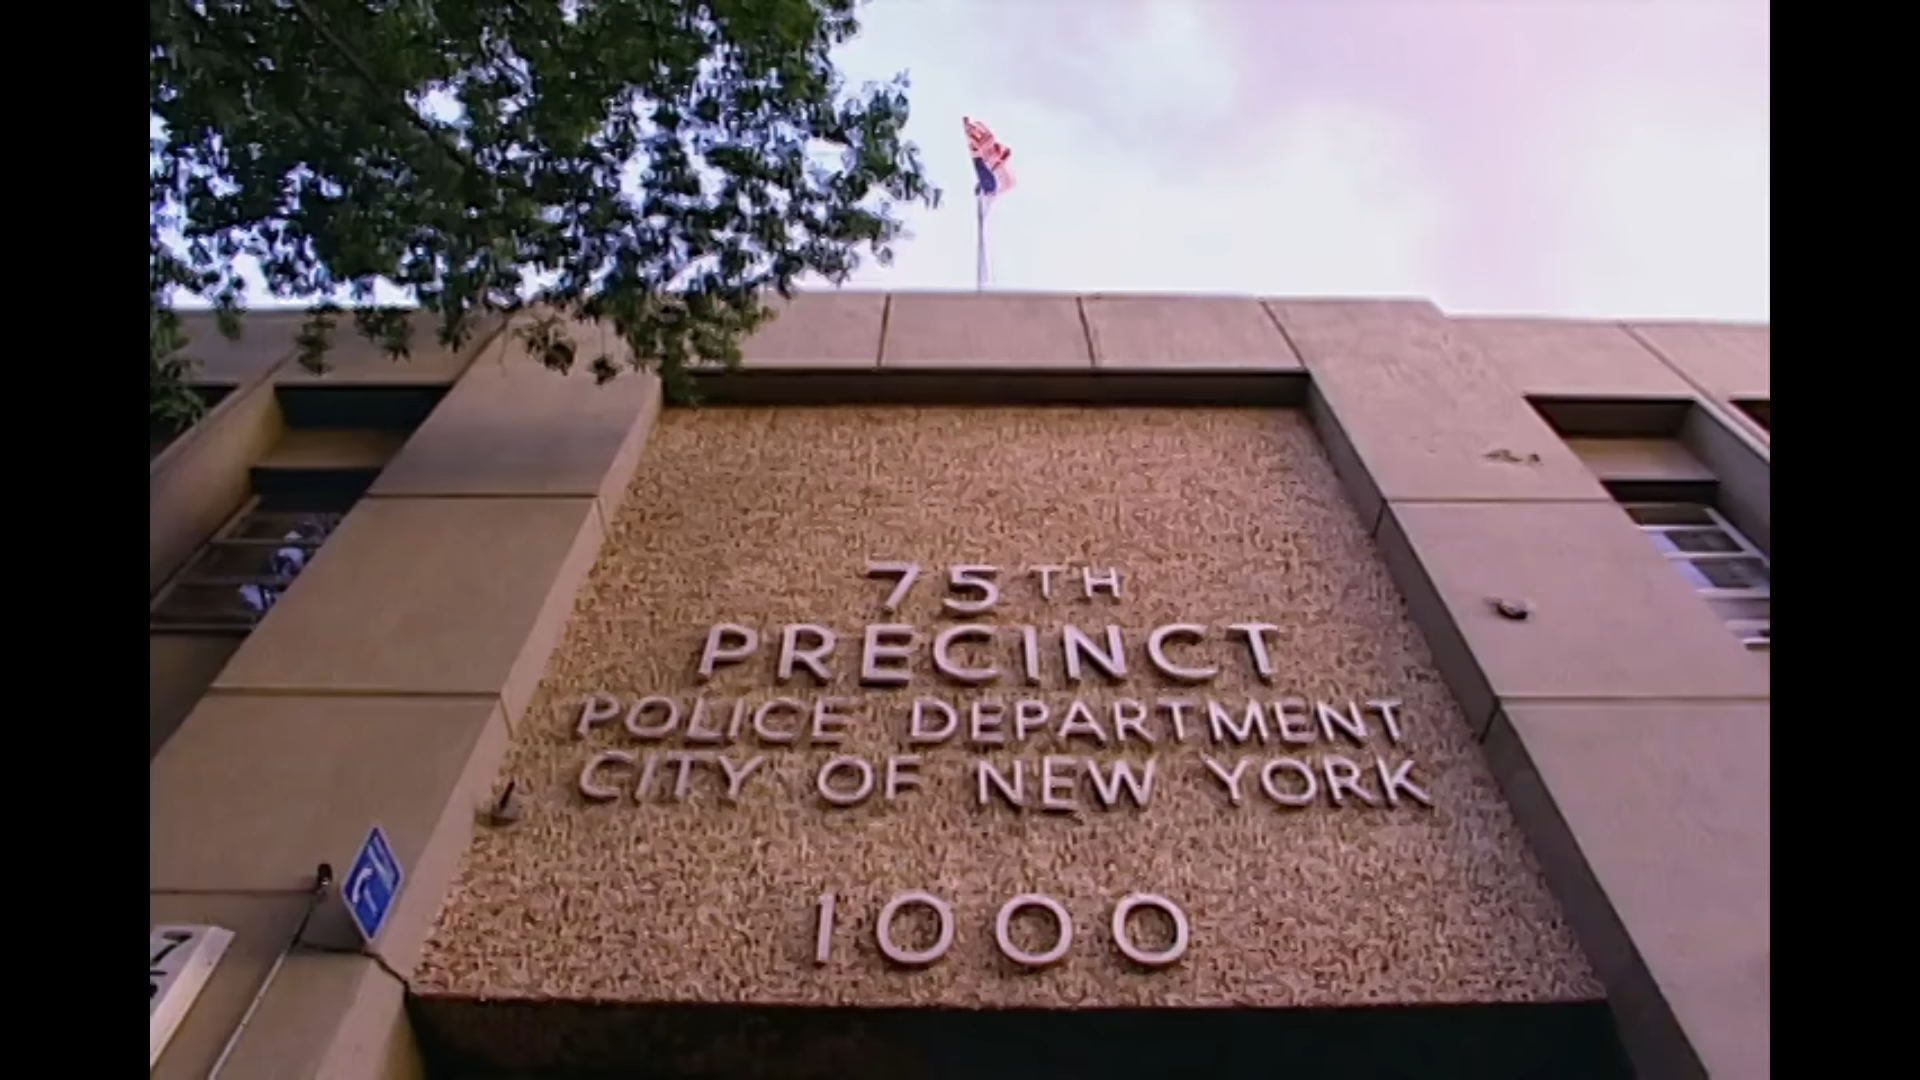 75TH
PRECINCT
POLICE DEPARTMENT
CITY OF NEW YORK
1000